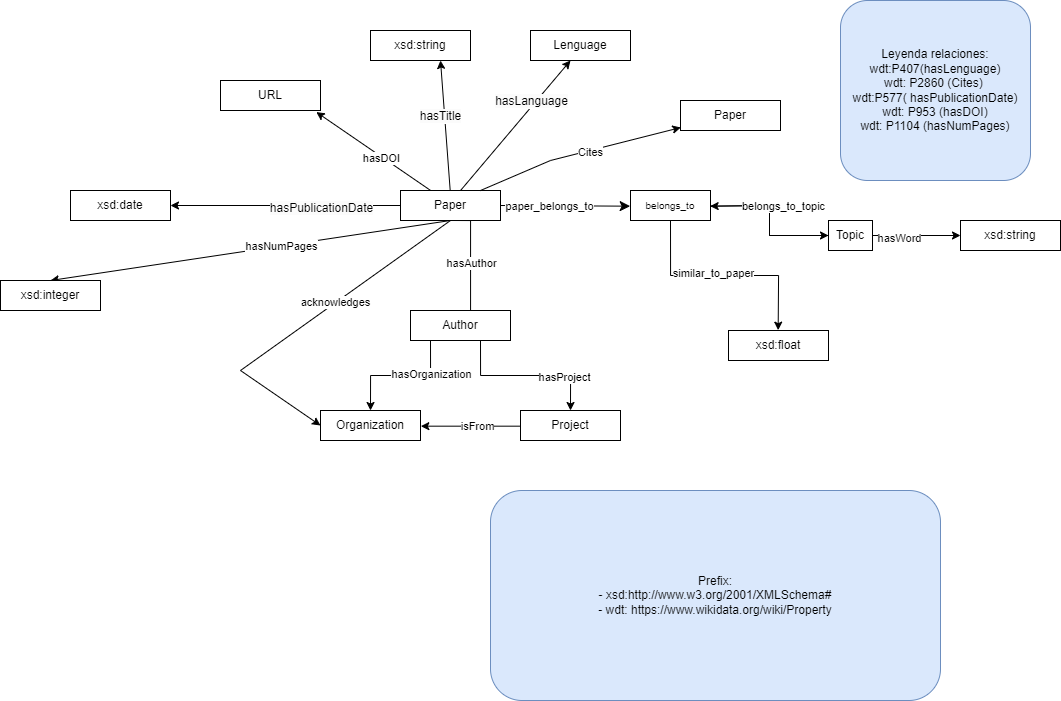 xsd:string
Lenguage
Leyenda relaciones:
wdt:P407(hasLenguage)
wdt: P2860 (Cites)
wdt:P577( hasPublicationDate)
wdt: P953 (hasDOI)
wdt: P1104 (hasNumPages)
URL
hasLanguage
hasTitle
Paper
hasDOI
Cites
xsd:date
hasPublicationDate
Paper
paper_belongs_to
belongs_to
belongs_to_topic
Topic
hasWord
xsd:string
hasNumPages
hasAuthor
similar_to_paper
xsd:integer
acknowledges
Author
xsd:float
hasOrganization
hasProject
Organization
isFrom
Project
Prefix:
- xsd:http://www.w3.org/2001/XMLSchema#
- wdt: https://www.wikidata.org/wiki/Property